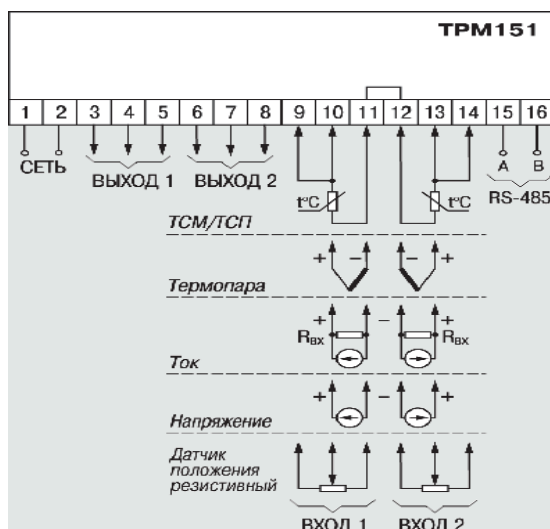 ТРМ151
1 2 3 4 5 6 7 8 9 10 11 12 13 14 15 16
СЕТЬ
ВЫХОД 1
ВЫХОД 2
A
B
RS-485
t°C
t°C
ТСМ/ТСП
+ − − +
Термопара
+ − +
Rвх
Rвх
Ток
+ − +
Напряжение
Датчик
положения
резистивный
ВХОД 1
ВХОД 2